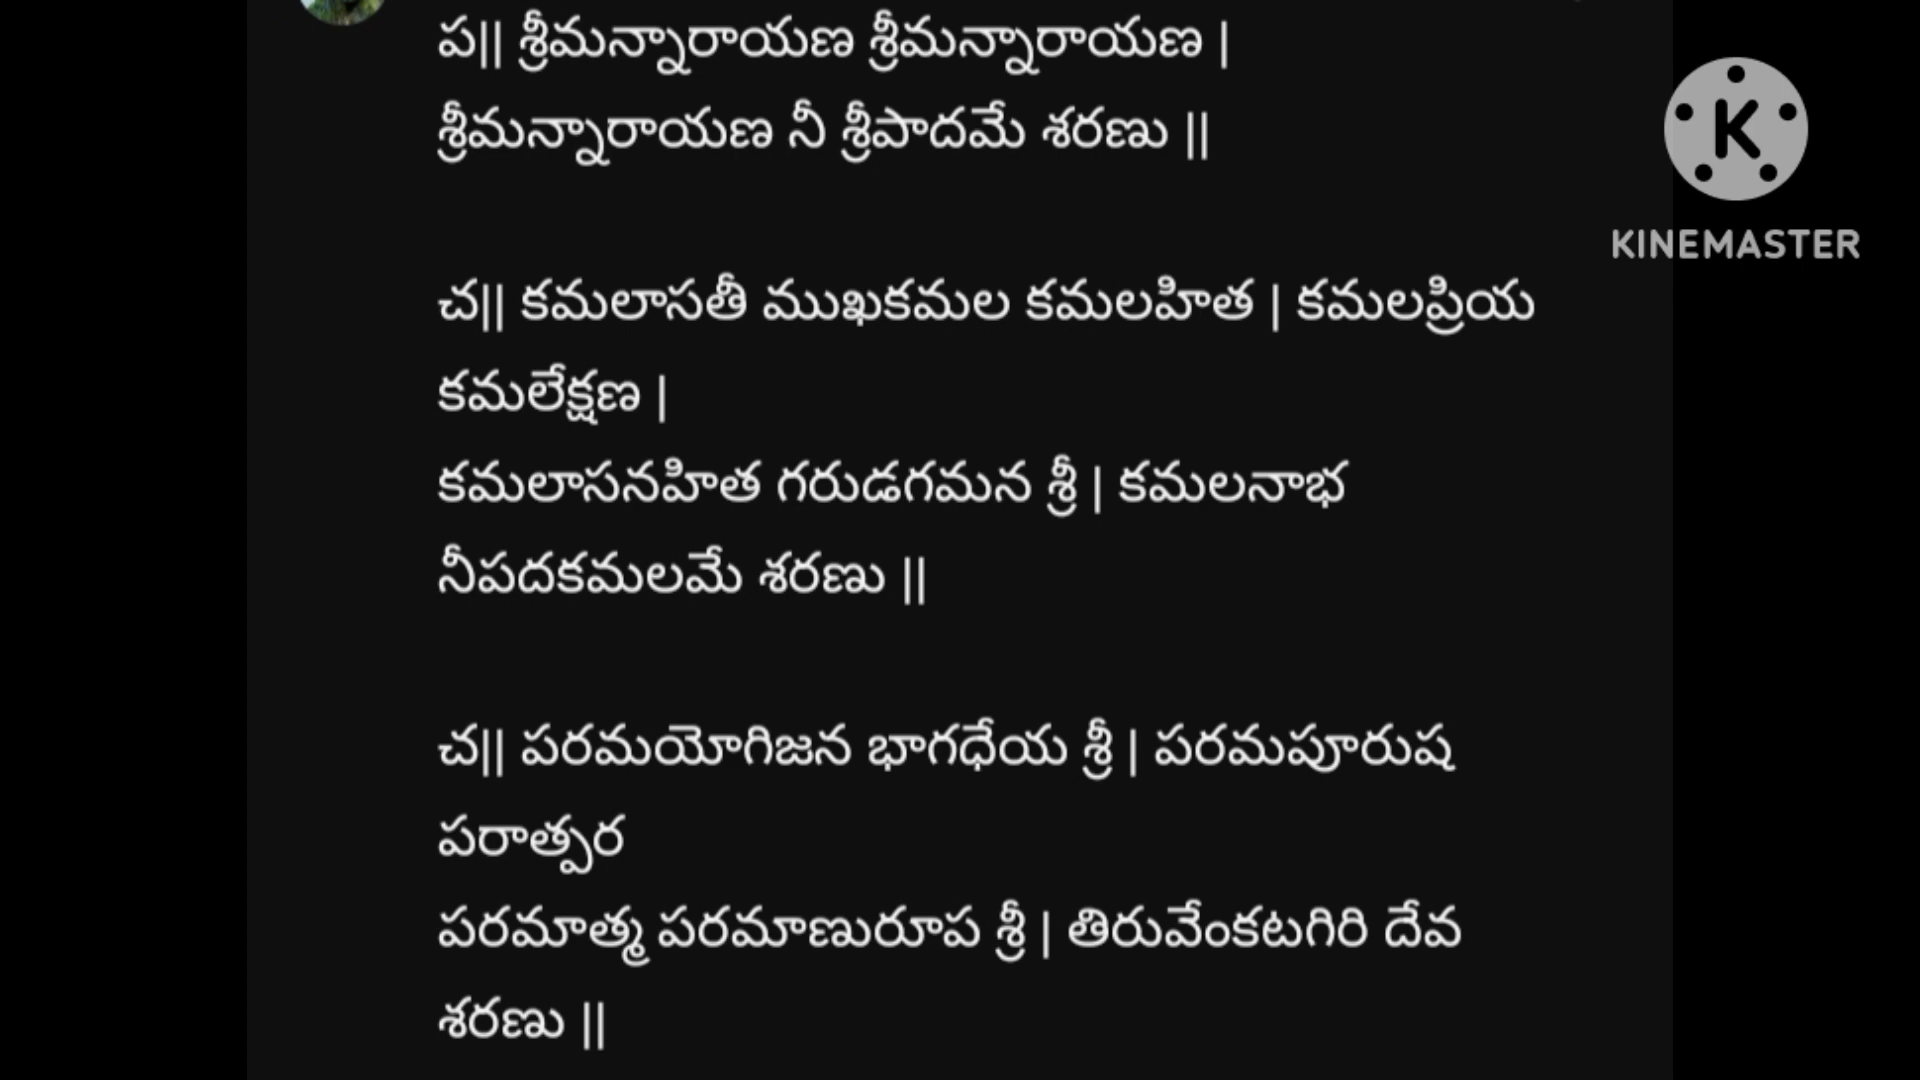 ప|| శ్రీమన్నారాయణ శ్రీమన్నారాయణ |
శ్రీమన్నారాయణ నీ శ్రీపాదమే శరణు ||
KINEMASTER
చ|| కమలాసతీ ముఖకమల కమలహిత | కమలప్రియ
కమలేక్షణ |
కమలాసనహిత గరుడగమన శ్రీ | కమలనాభ
నీపదకమలమే శరణు ||
చ|| పరమయోగిజన భాగధేయ శ్రీ | పరమపూరుష
పరాత్పర
పరమాత్మ పరమాణురూప శ్రీ | తిరువేంకటగిరి దేవ
శరణు ||